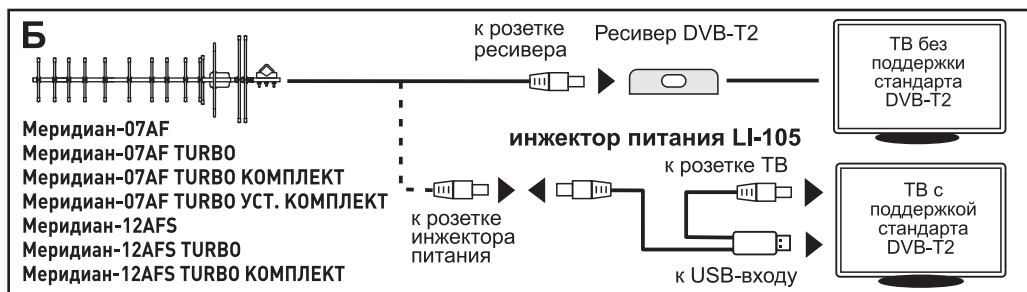 Б
к розетке
ресивера
Ресивер DVB-T2
ТВ без
поддержки
стандарта
DVB-T2
Меридиан-07AF
Меридиан-07AF TURBO
Меридиан-07AF TURBO КОМПЛЕКТ
Меридиан-07AF TURBO УСТ. КОМПЛЕКТ
Меридиан-12AFS
Меридиан-12AFS TURBO
Меридиан-12AFS TURBO КОМПЛЕКТ
инжектор питания LI-105
к розетке ТВ
к розетке
инжектора
питания
к USB-входу
ТВ с
поддержкой
стандарта
DVB-T2